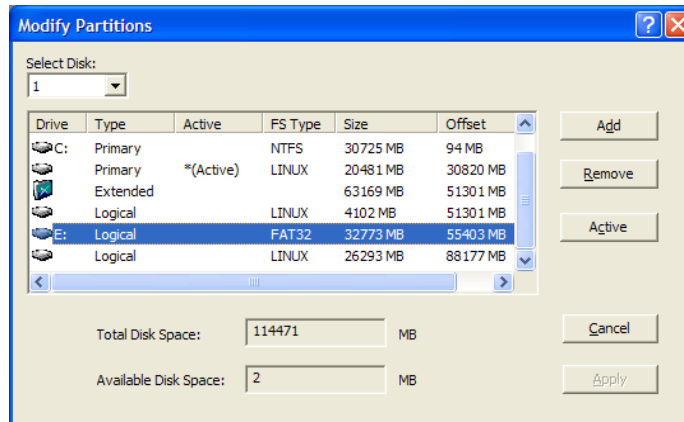 Modify Partitions
Select Disk:
1
Drive Type Active FS Type Size Offset
C: Primary NTFS 30725 MB 94 MB
Primary *(Active) LINUX 20481 MB 30820 MB
Extended 63169 MB 51301 MB
Logical LINUX 4102 MB 51301 MB
E: Logical FAT32 32773 MB 55403 MB
Logical LINUX 26293 MB 88177 MB
Add
Remove
Active
Total Disk Space: 114471 MB
Cancel
Available Disk Space: 2 MB
Apply